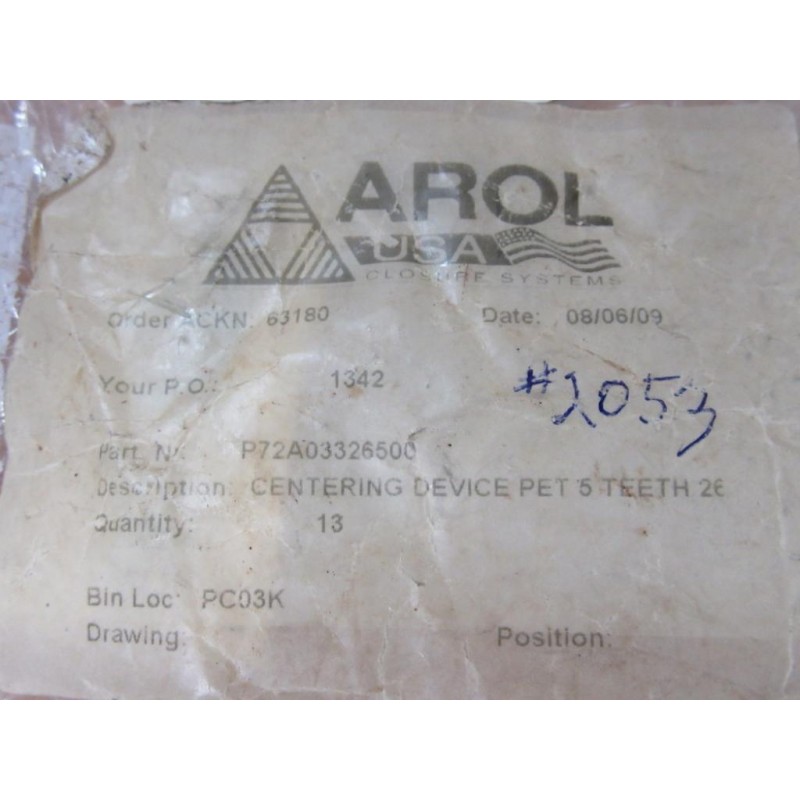 AROL
USA
CLOSURE SYSTEMS
Order ACKN: 63180 Date: 08/06/09
Your P.O.: 1342 #2053
Part. Nr. P72A03326500
Description: CENTERING DEVICE PET 5 TEETH 26
Quantity: 13
Bin Loc: PC03K
Drawing: Position: